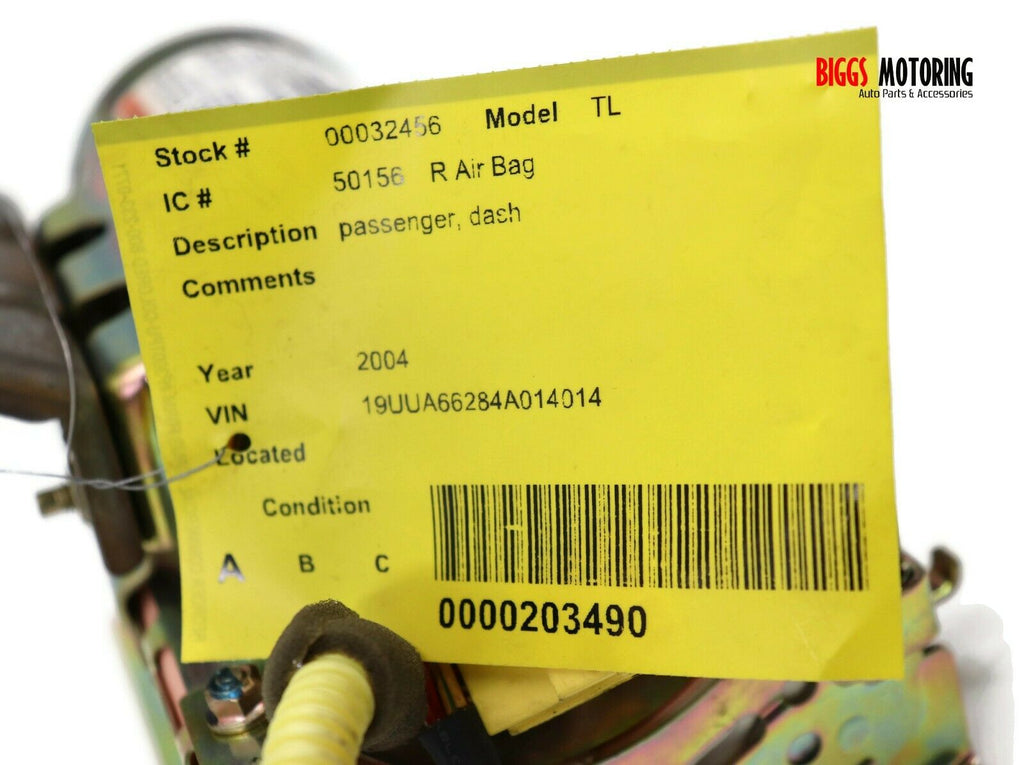 BIGGS MOTORING
Auto Parts & Accessories
Stock # 00032456 Model TL
IC # 50156 R Air Bag
Description passenger, dash
Comments
Year 2004
VIN 19UUA66284A014014
Located
Condition
A B C
0000203490